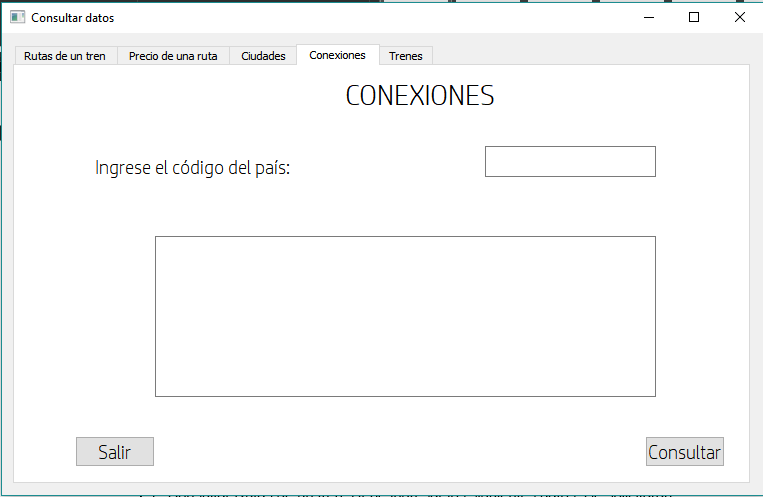 Consultar datos
Rutas de un tren Precio de una ruta Ciudades Conexiones Trenes
CONEXIONES
Ingrese el código del país:
Salir Consultar